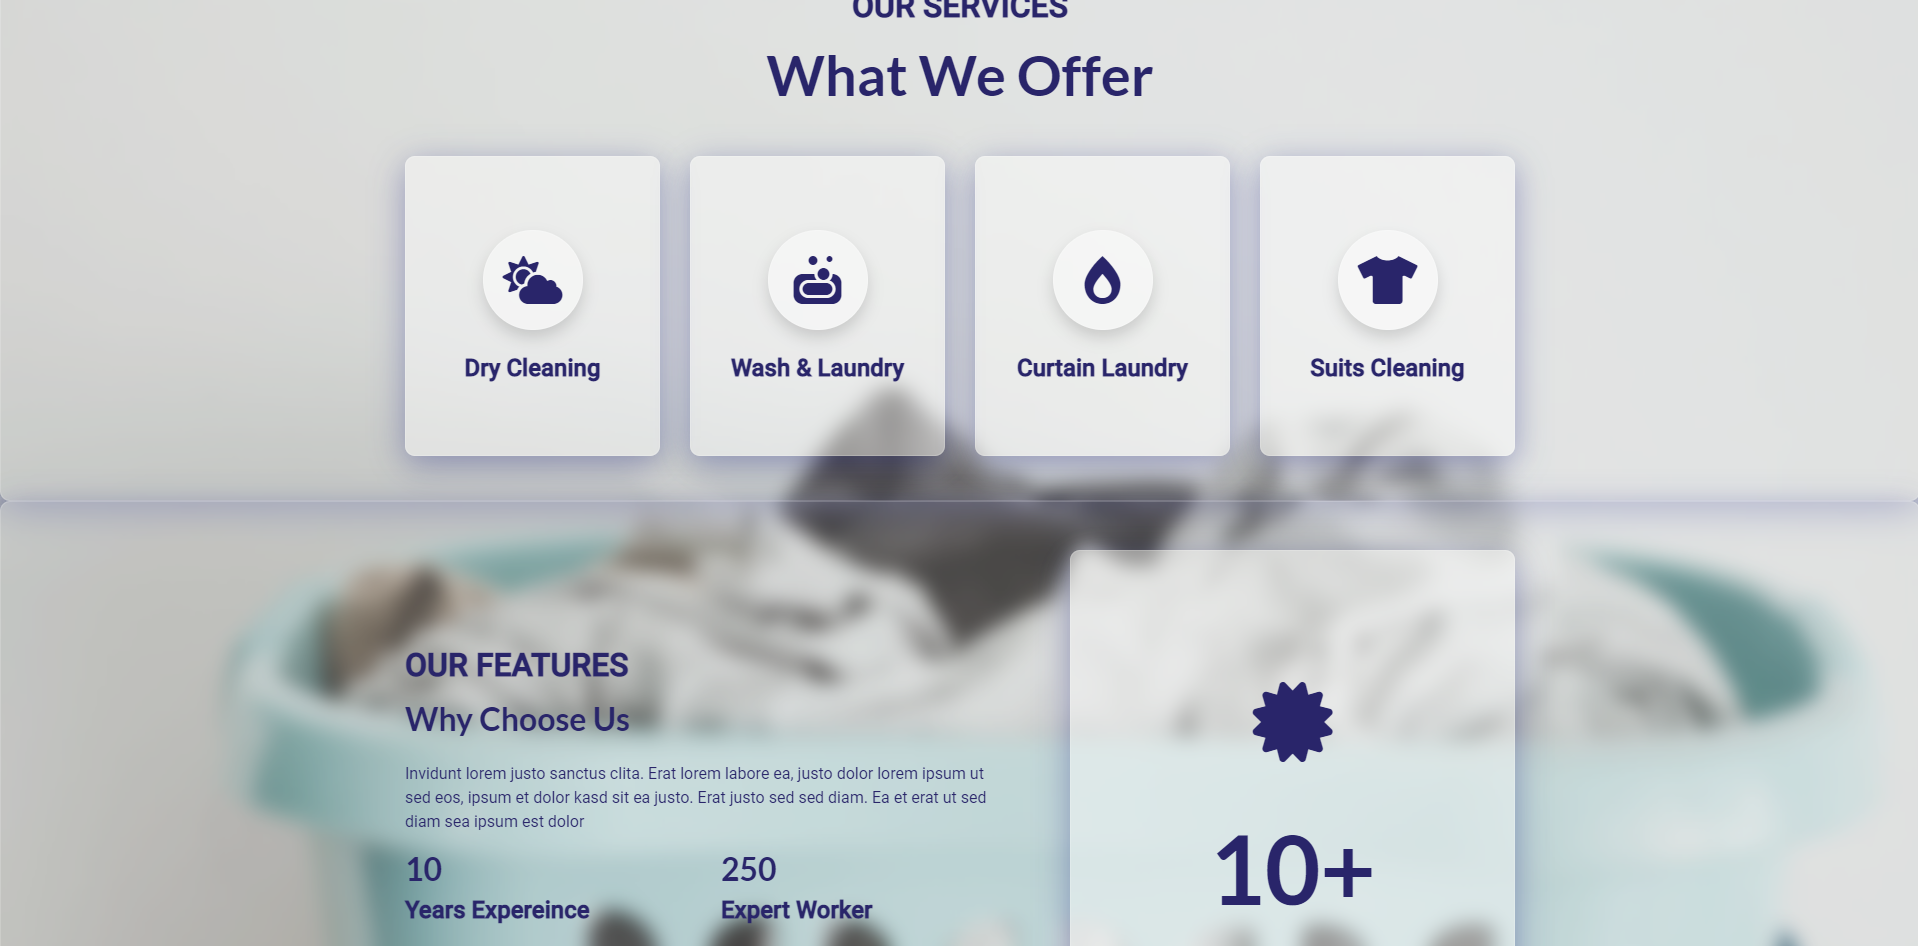 OUR SERVICES
What We Offer
Dry Cleaning
Wash & Laundry
Curtain Laundry
Suits Cleaning
OUR FEATURES
Why Choose Us
Invidunt lorem justo sanctus clita. Erat lorem labore ea, justo dolor lorem ipsum ut
sed eos, ipsum et dolor kasd sit ea justo. Erat justo sed sed diam. Ea et erat ut sed
diam sea ipsum est dolor
10
Years Expereince
250
Expert Worker
10+